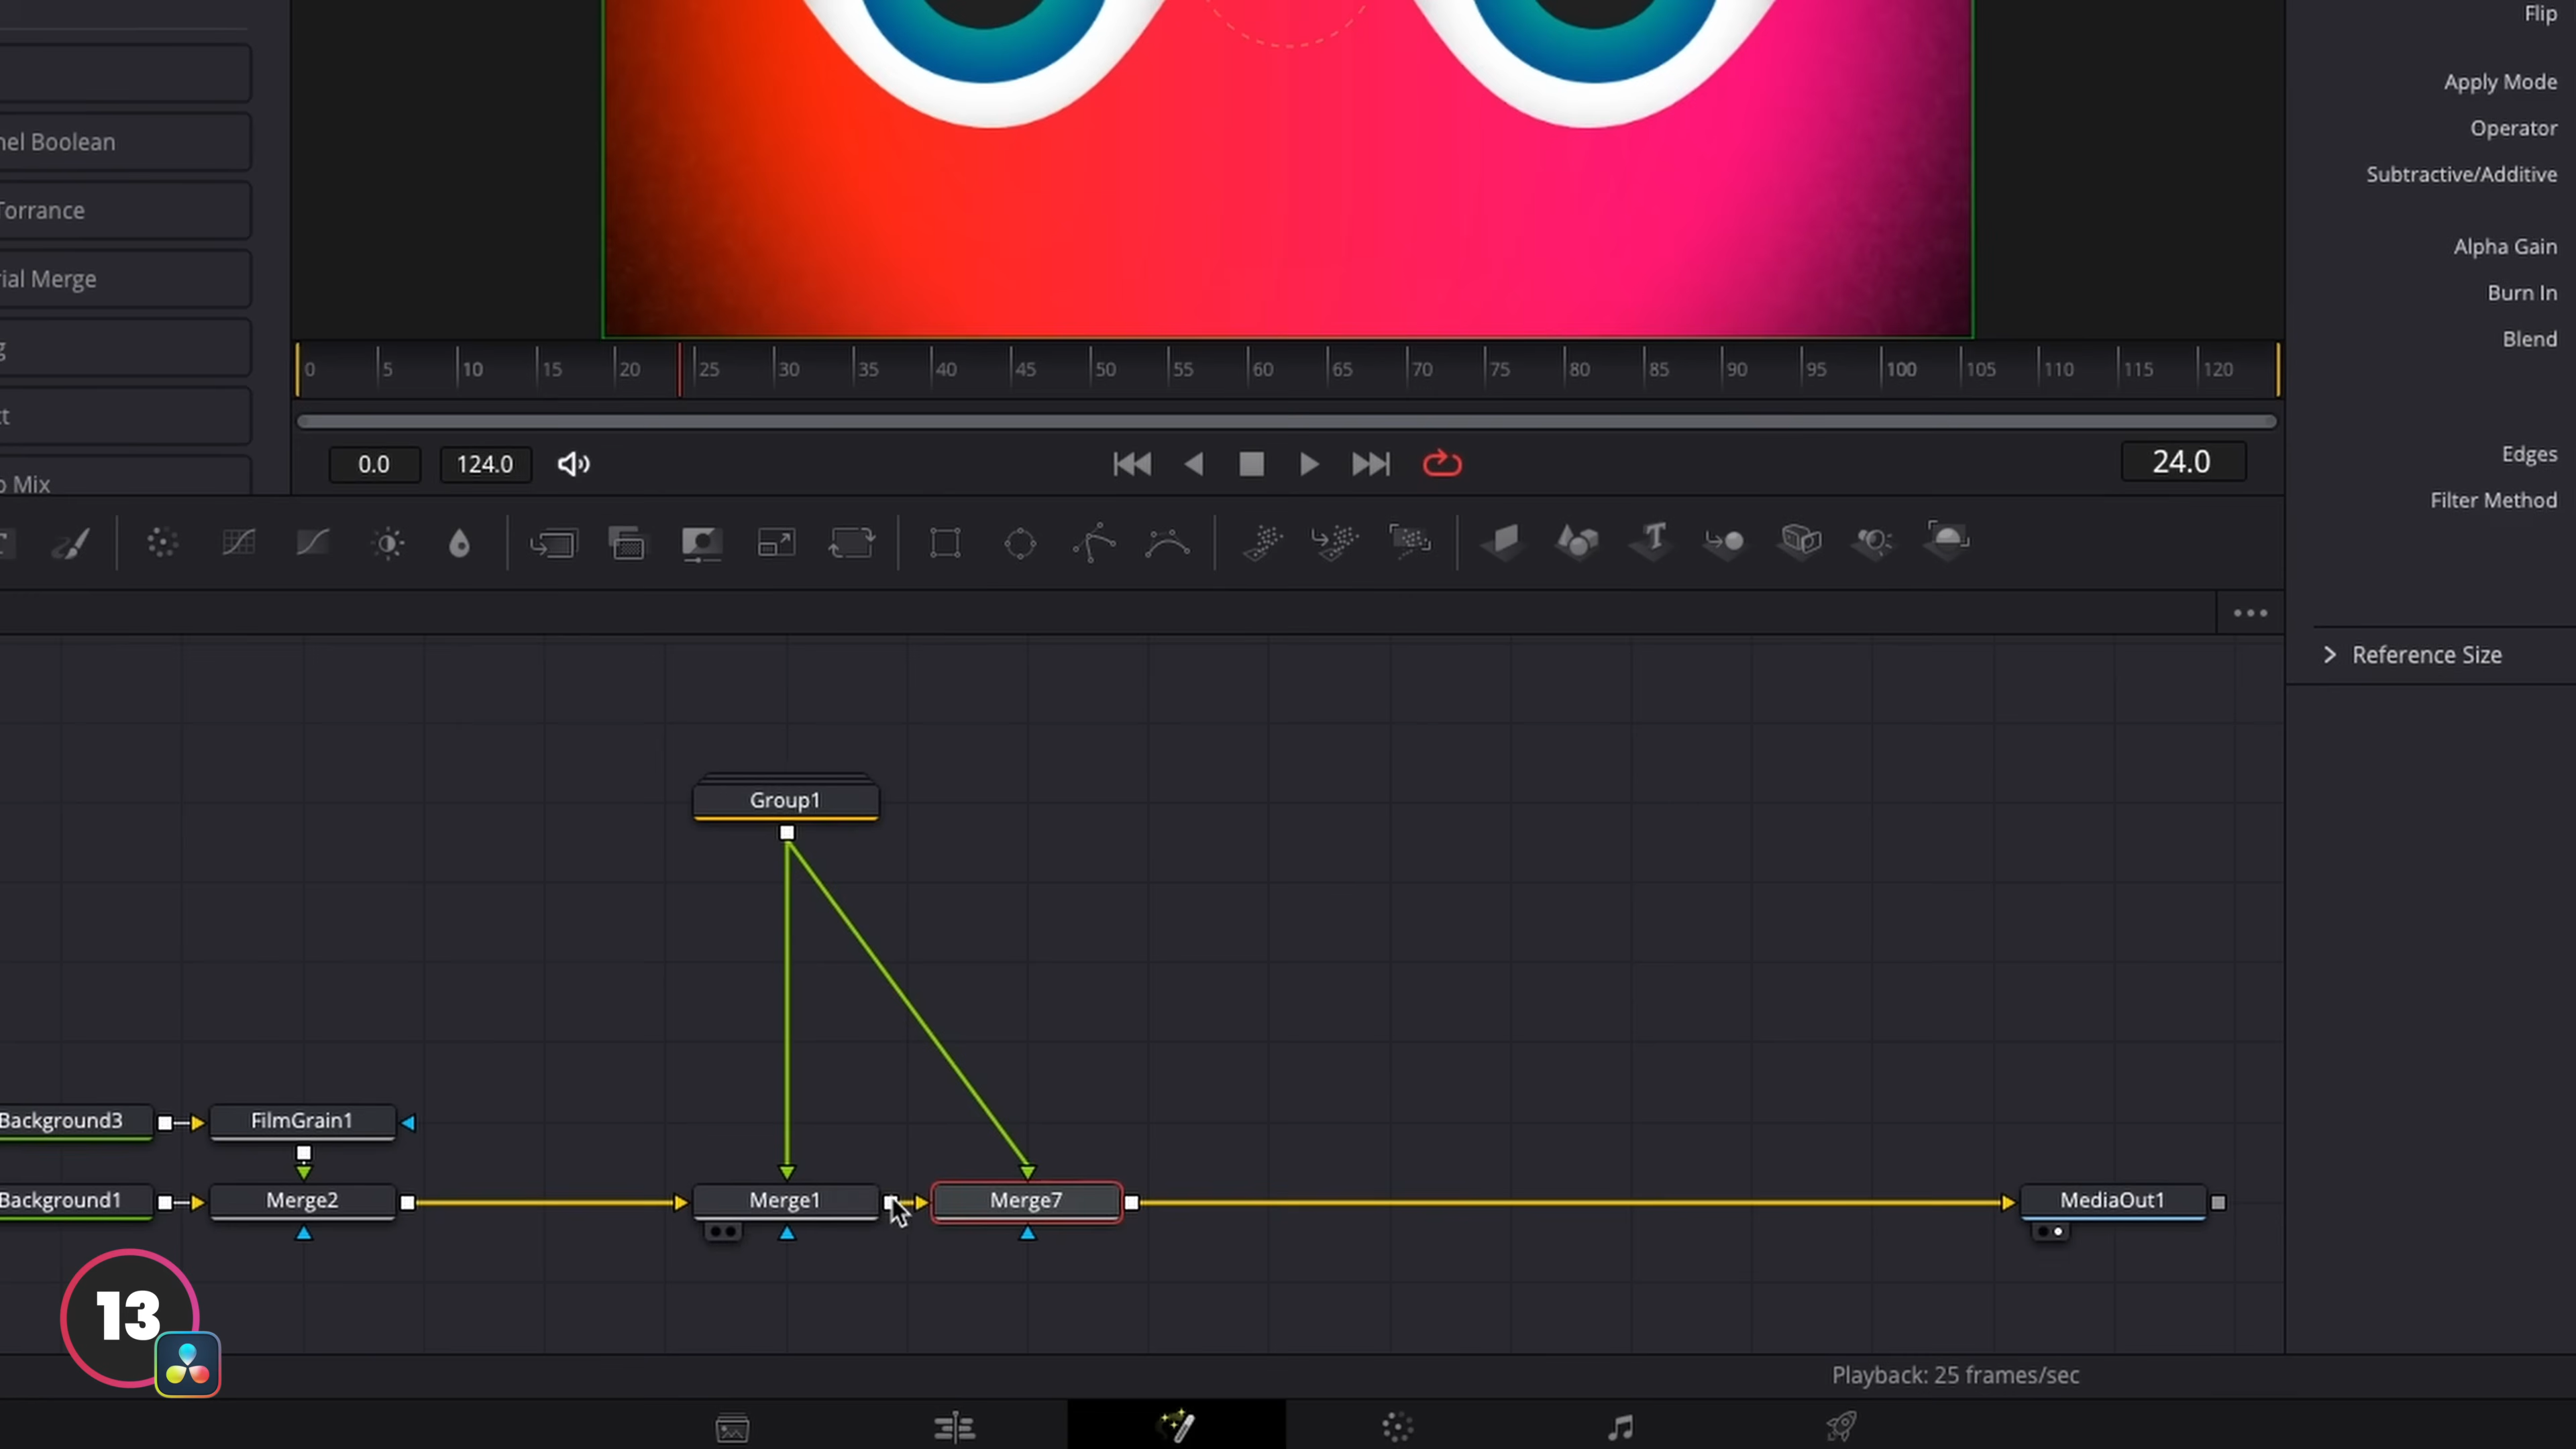 Flip
nel Boolean
Torrance
ial Merge
g
ct
o Mix
Apply Mode
Operator
Subtractive/Additive
Alpha Gain
Burn In
Blend
Edges
Filter Method
Reference Size
0 5 10 15 20 25 30 35 40 45 50 55 60 65 70 75 80 85 90 95 100 105 110 115 120
0.0 124.0 24.0
Group1
Background3 FilmGrain1
Background1 Merge2 Merge1 Merge7 MediaOut1
13
Playback: 25 frames/sec